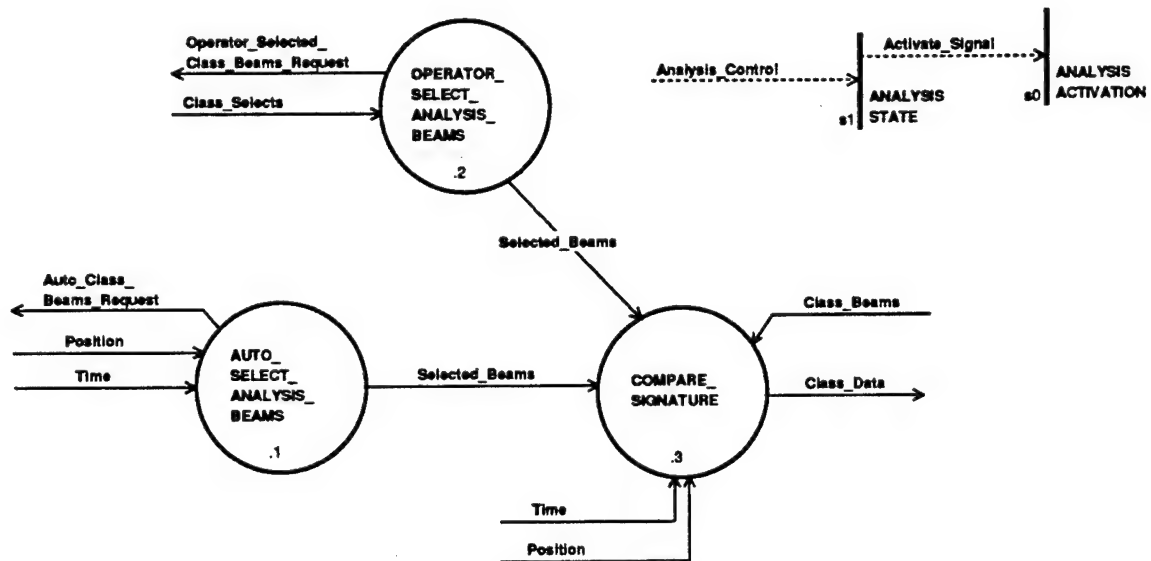 Operator_Selected_
Class_Beams_Request
Class_Selects
OPERATOR_
SELECT_
ANALYSIS_
BEAMS
.2
Analysis_Control
Activate_Signal
s1
ANALYSIS
STATE
s0
ANALYSIS
ACTIVATION
Selected_Beams
Auto_Class_
Beams_Request
Position
Time
AUTO_
SELECT_
ANALYSIS_
BEAMS
.1
Selected_Beams
COMPARE_
SIGNATURE
.3
Class_Beams
Class_Data
Time
Position